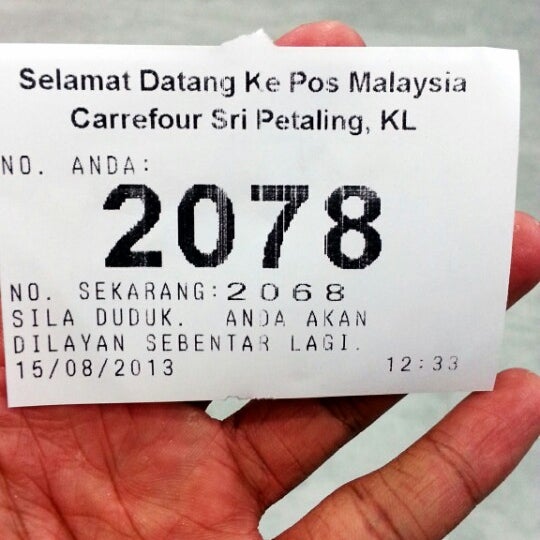 Selamat Datang Ke Pos Malaysia
Carrefour Sri Petaling, KL
NO. ANDA:
2078
NO. SEKARANG:2068
SILA DUDUK. ANDA AKAN
DILAYAN SEBENTAR LAGI.
15/08/2013 12:33